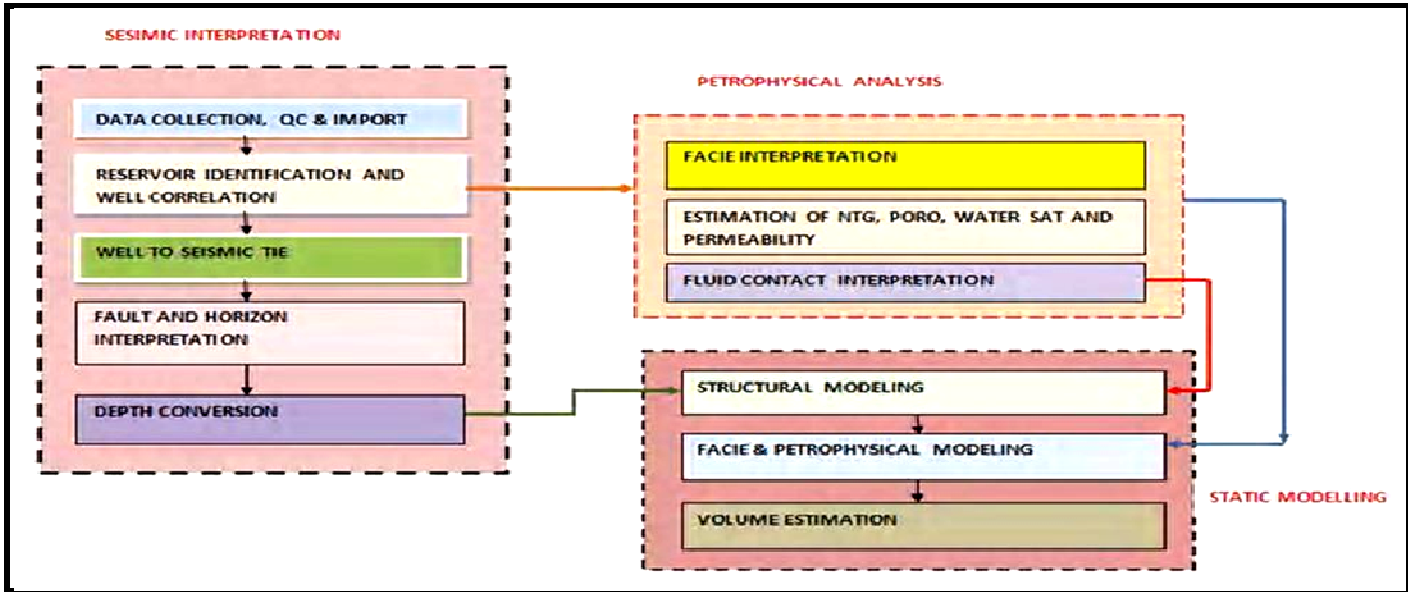 SESIMIC INTERPRETATION
DATA COLLECTION, QC & IMPORT
RESERVOIR IDENTIFICATION AND
WELL CORRELATION
WELL TO SEISMIC TIE
FAULT AND HORIZON
INTERPRETATION
DEPTH CONVERSION
PETROPHYSICAL ANALYSIS
FACIE INTERPRETATION
ESTIMATION OF NTG, PORO, WATER SAT AND
PERMEABILITY
FLUID CONTACT INTERPRETATION
STRUCTURAL MODELING
FACIE & PETROPHYSICAL MODELING
VOLUME ESTIMATION
STATIC MODELLING